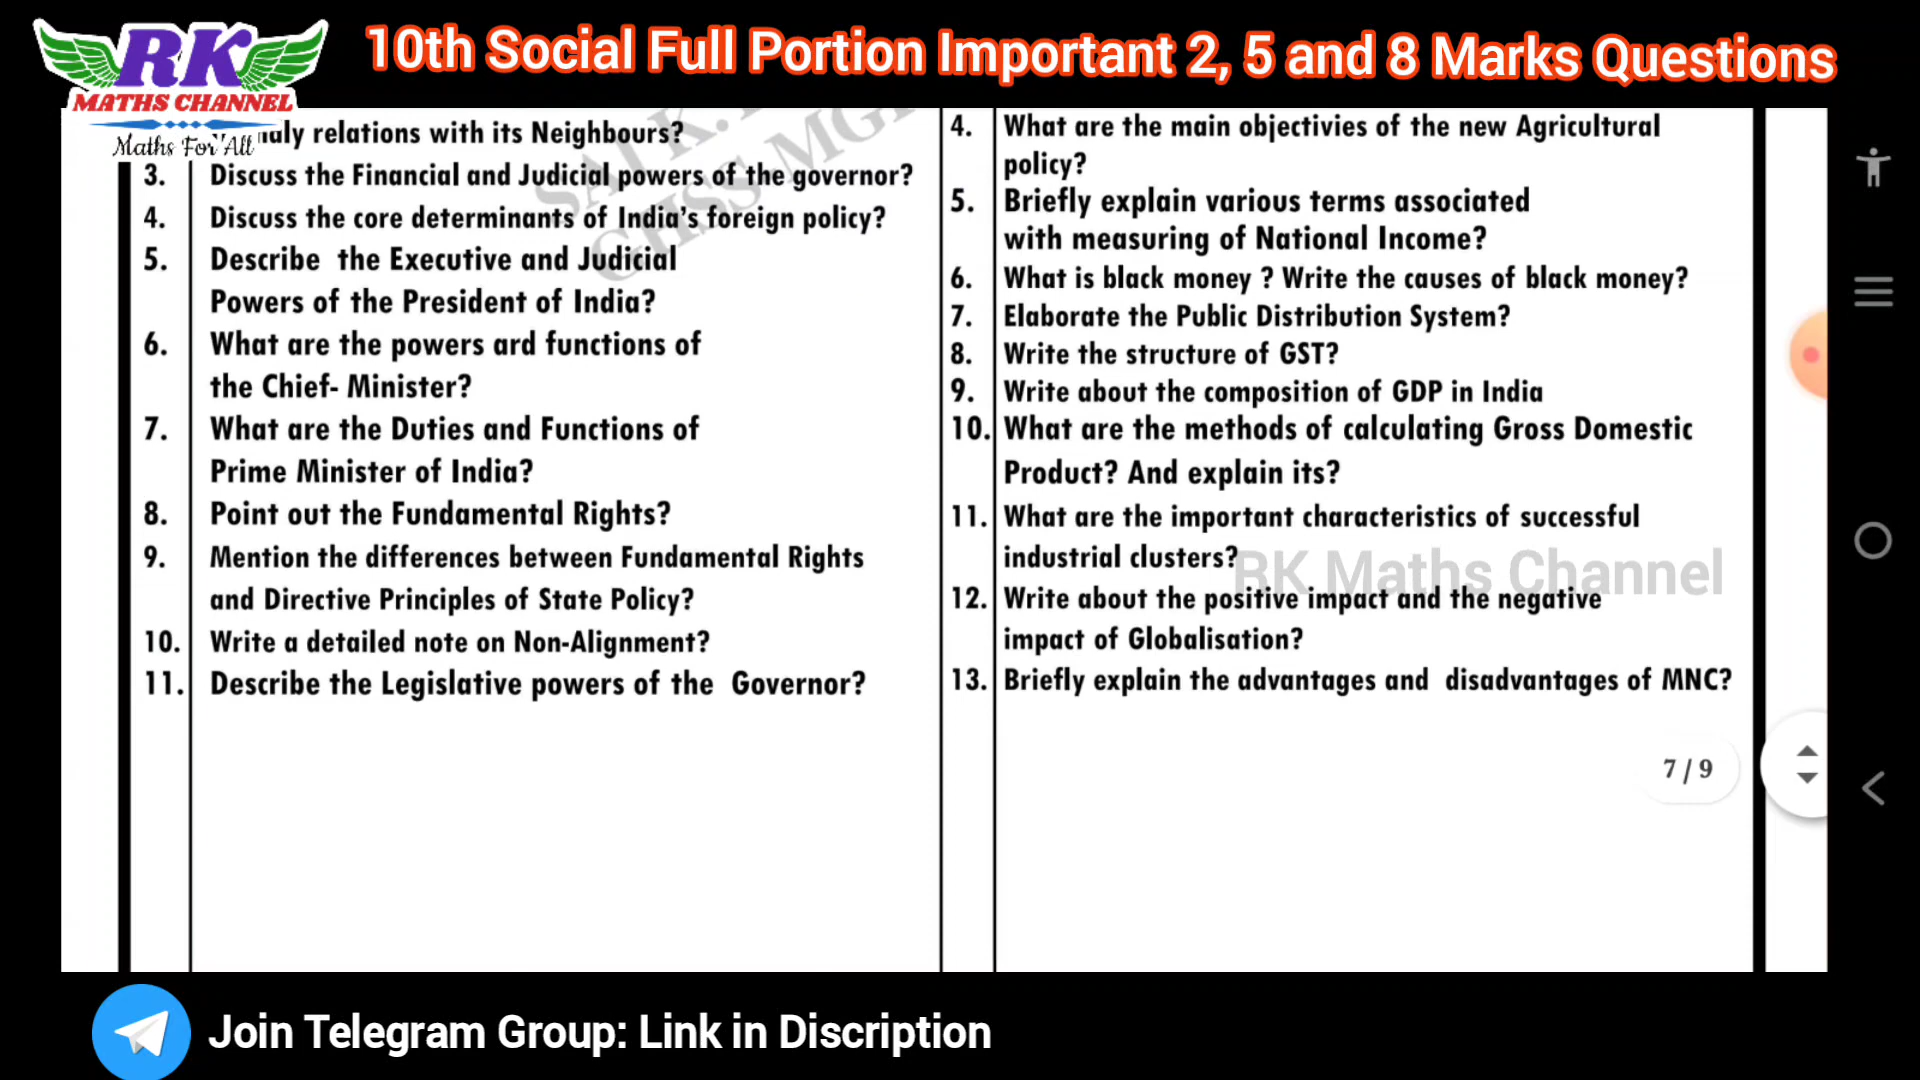 RK
MATHS CHANNEL
Maths For All
10th Social Full Portion Important 2, 5 and 8 Marks Questions
relations with its Neighbours?
3. Discuss the Financial and Judicial powers of the governor?
4. Discuss the core determinants of India's foreign policy?
5. Describe the Executive and Judicial
Powers of the President of India?
6. What are the powers ard functions of
the Chief- Minister?
7. What are the Duties and Functions of
Prime Minister of India?
8. Point out the Fundamental Rights?
9. Mention the differences between Fundamental Rights
and Directive Principles of State Policy?
10. Write a detailed note on Non-Alignment?
11. Describe the Legislative powers of the Governor?
4. What are the main objectivies of the new Agricultural
policy?
5. Briefly explain various terms associated
with measuring of National Income?
6. What is black money ? Write the causes of black money?
7. Elaborate the Public Distribution System?
8. Write the structure of GST?
9. Write about the composition of GDP in India
10. What are the methods of calculating Gross Domestic
Product? And explain its?
11. What are the important characteristics of successful
industrial clusters?
RK Maths Channel
12. Write about the positive impact and the negative
impact of Globalisation?
13. Briefly explain the advantages and disadvantages of MNC?
7 / 9
GHSS
Join Telegram Group: Link in Discription